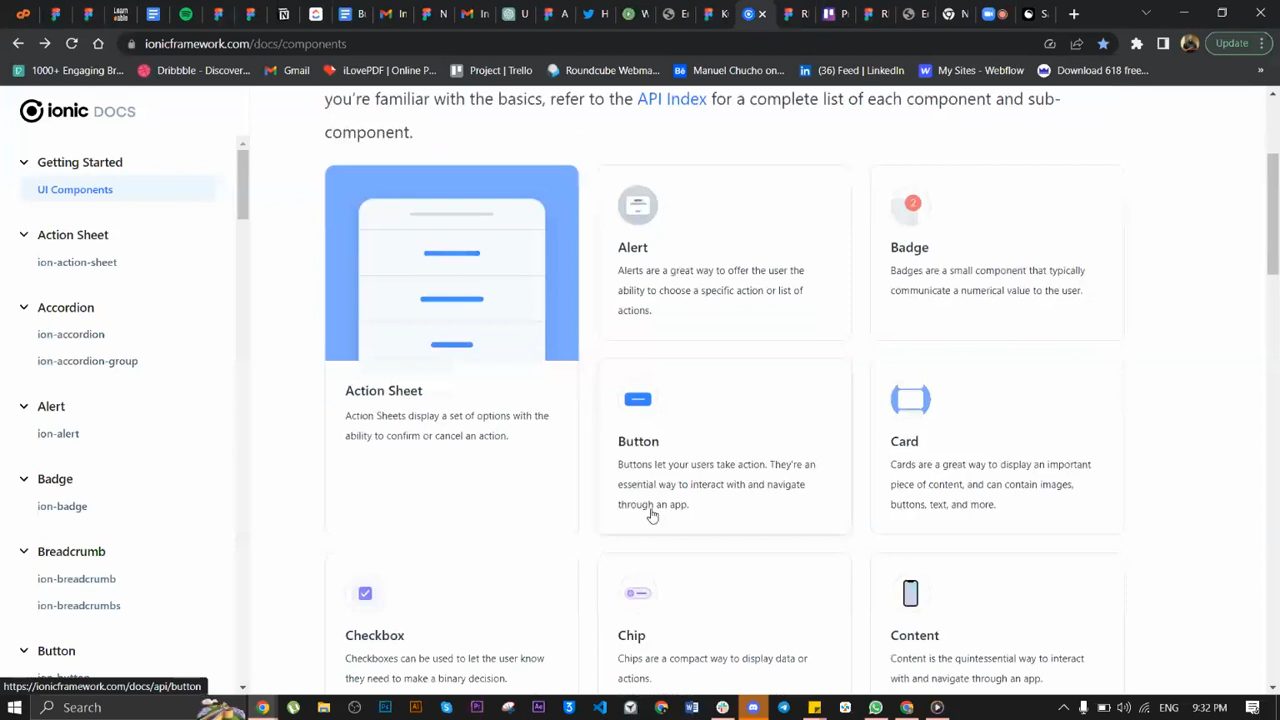 Learn
In
N
In
U
A
H
W
Er
K
R
P
R
E
N
Z
S
ionicframework.com/docs/components
Update
1000+ Engaging Br...
Dribbble - Discover...
Gmail
iLovePDF | Online P...
Project | Trello
Roundcube Webma...
Manuel Chucho on...
(36) Feed | LinkedIn
My Sites - Webflow
Download 618 free...
»
ionic DOCS
Getting Started
UI Components
Action Sheet
ion-action-sheet
Accordion
ion-accordion
ion-accordion-group
Alert
ion-alert
Badge
ion-badge
Breadcrumb
ion-breadcrumb
ion-breadcrumbs
Button
https://ionicframework.com/docs/api/button
you're familiar with the basics, refer to the API Index for a complete list of each component and sub-
component.
Action Sheet
Action Sheets display a set of options with the
ability to confirm or cancel an action.
Alert
Alerts are a great way to offer the user the
ability to choose a specific action or list of
actions.
2
Badge
Badges are a small component that typically
communicate a numerical value to the user.
Button
Buttons let your users take action. They're an
essential way to interact with and navigate
through an app.
Card
Cards are a great way to display an important
piece of content, and can contain images,
buttons, text, and more.
Checkbox
Checkboxes can be used to let the user know
they need to make a binary decision.
Chip
Chips are a compact way to display data or
actions.
Content
Content is the quintessential way to interact
with and navigate through an app.
Search
9:32 PM